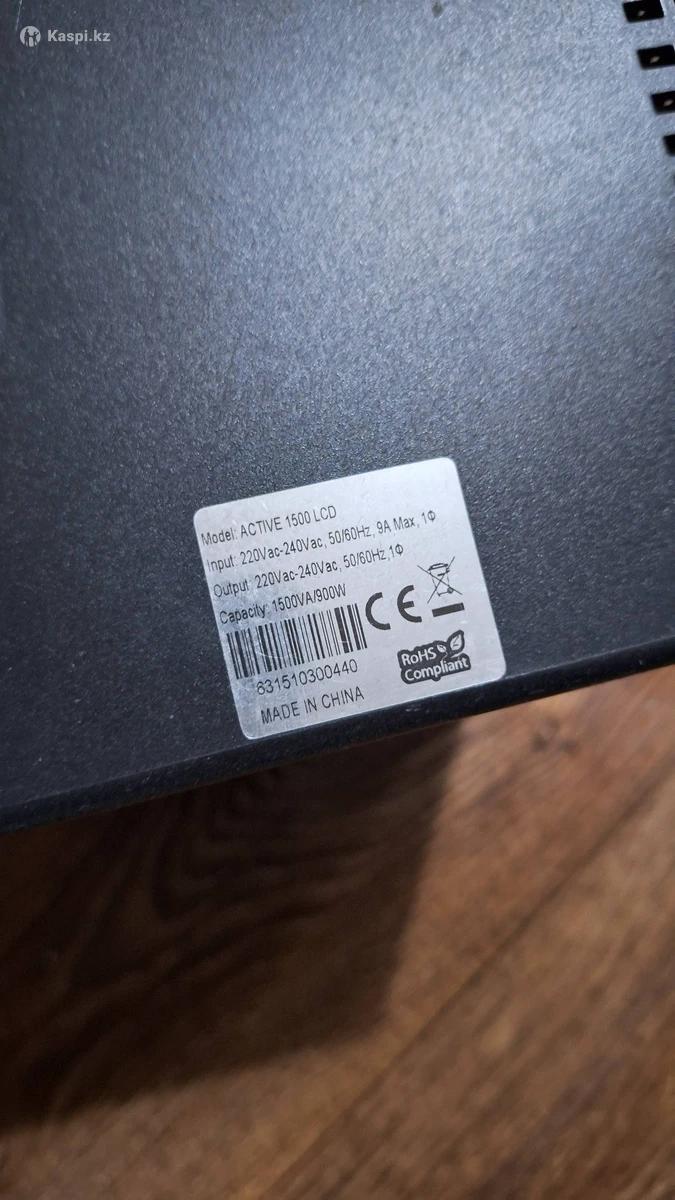 Kaspi.kz
Model: ACTIVE 1500 LCD
Input: 220Vac-240Vac, 50/60Hz, 9A Max, 1Φ
Output: 220Vac-240Vac, 50/60Hz,1Φ
Capacity: 1500VA/900W
CE
631510300440
RoHS
Compliant
MADE IN CHINA